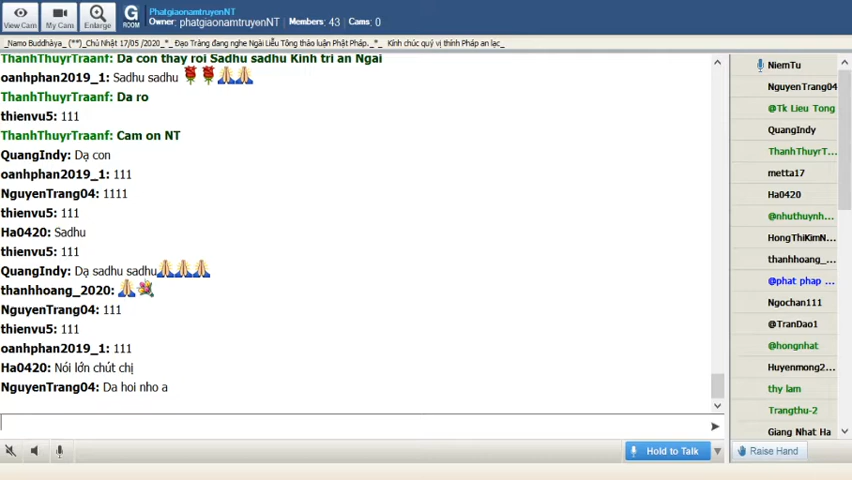 PhatgiaonamtruyenNT
G ROOM
Owner: phatgiaonamtruyenNT Members: 43 Cams: 0
View Cam My Cam Enlarge
_Namo Buddhàya_ (**)_Chủ Nhật 17/05 /2020_*_ Đạo Tràng đang nghe Ngài Liễu Tông thảo luận Phật Pháp._*_ Kính chúc quý vị thính Pháp an lạc_
ThanhThuyrTraanf: Da con thay roi Sadhu sadhu Kinh tri an Ngai
oanhphan2019_1: Sadhu sadhu
ThanhThuyrTraanf: Da ro
thienvu5: 111
ThanhThuyrTraanf: Cam on NT
QuangIndy: Dạ con
oanhphan2019_1: 111
NguyenTrang04: 1111
thienvu5: 111
Ha0420: Sadhu
thienvu5: 111
QuangIndy: Dạ sadhu sadhu
thanhhoang_2020:
NguyenTrang04: 111
thienvu5: 111
oanhphan2019_1: 111
Ha0420: Nói lớn chút chị
NguyenTrang04: Da hoi nho a
Hold to Talk
NiemTu
NguyenTrang04
@Tk Lieu Tong
QuangIndy
ThanhThuyrT...
metta17
Ha0420
@nhuthuynh...
HongThiKimN...
thanhhoang_...
@phat phap ...
Ngochan111
@TranDao1
@hongnhat
Huyenmong2...
thy lam
Trangthu-2
Giang Nhat Ha
Raise Hand